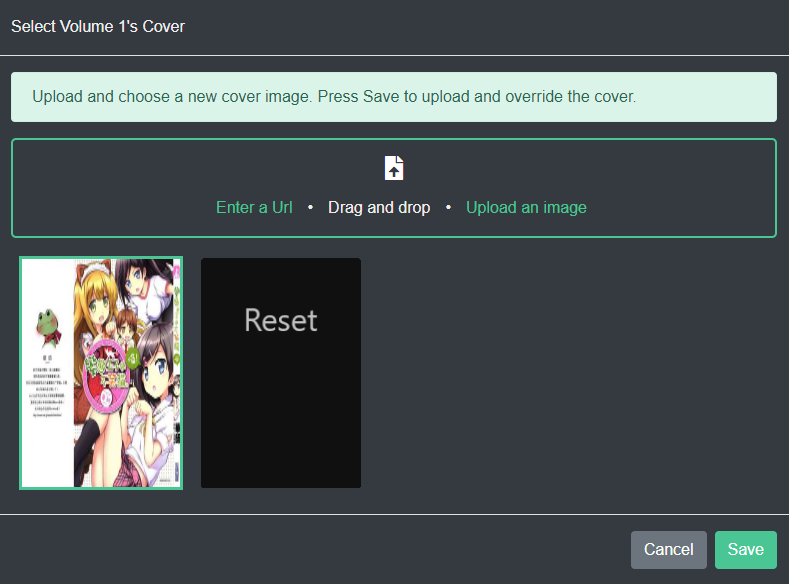 Select Volume 1's Cover
Upload and choose a new cover image. Press Save to upload and override the cover.
Enter a Url • Drag and drop • Upload an image
Reset
Cancel Save